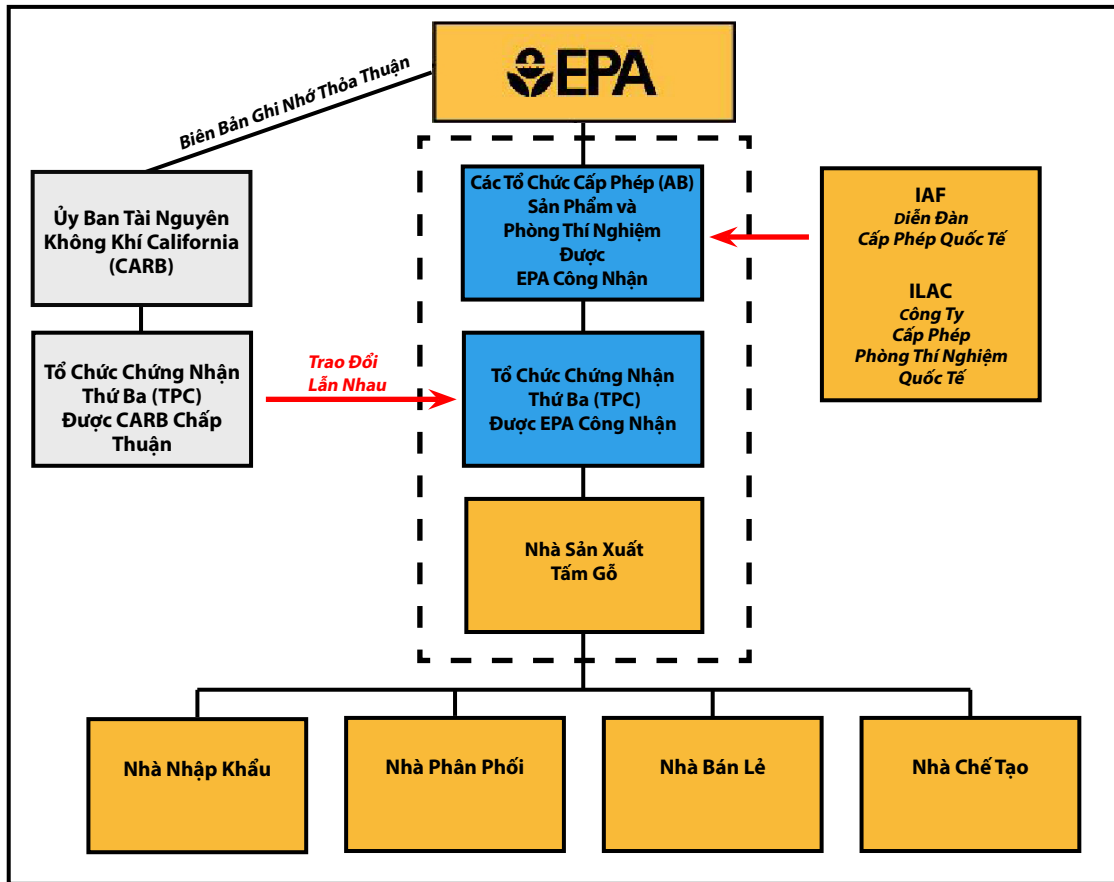 EPA
Biên Bản Ghi Nhớ Thỏa Thuận
Ủy Ban Tài Nguyên
Không Khí California
(CARB)
Các Tổ Chức Cấp Phép (AB)
Sản Phẩm và
Phòng Thí Nghiệm
Được
EPA Công Nhận
IAF
Diễn Đàn
Cấp Phép Quốc Tế
ILAC
Công Ty
Cấp Phép
Phòng Thí Nghiệm
Quốc Tế
Tổ Chức Chứng Nhận
Thứ Ba (TPC)
Được CARB Chấp
Thuận
Trao Đổi
Lẫn Nhau
Tổ Chức Chứng Nhận
Thứ Ba (TPC)
Được EPA Công Nhận
Nhà Sản Xuất
Tấm Gỗ
Nhà Nhập Khẩu
Nhà Phân Phối
Nhà Bán Lẻ
Nhà Chế Tạo